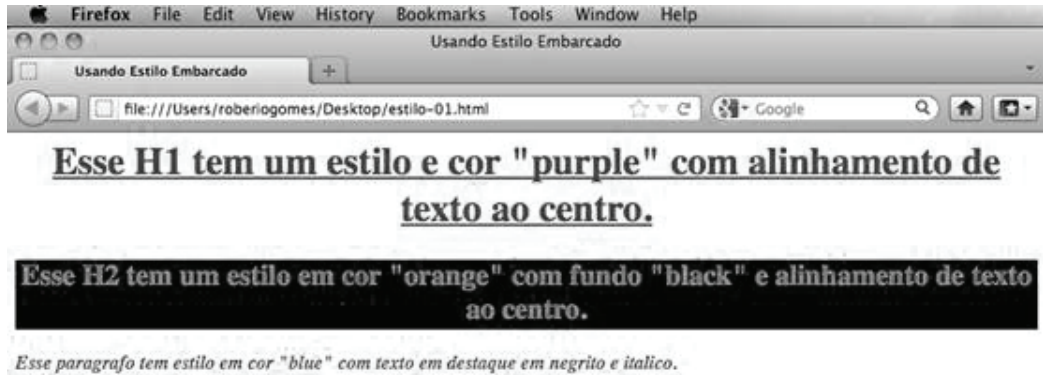 Firefox File Edit View History Bookmarks Tools Window Help
Usando Estilo Embarcado
Usando Estilo Embarcado +
file:///Users/roberiogomes/Desktop/estilo-01.html Google
Esse H1 tem um estilo e cor "purple" com alinhamento de
texto ao centro.
Esse H2 tem um estilo em cor "orange" com fundo "black" e alinhamento de texto
ao centro.
Esse paragrafo tem estilo em cor "blue" com texto em destaque em negrito e italico.